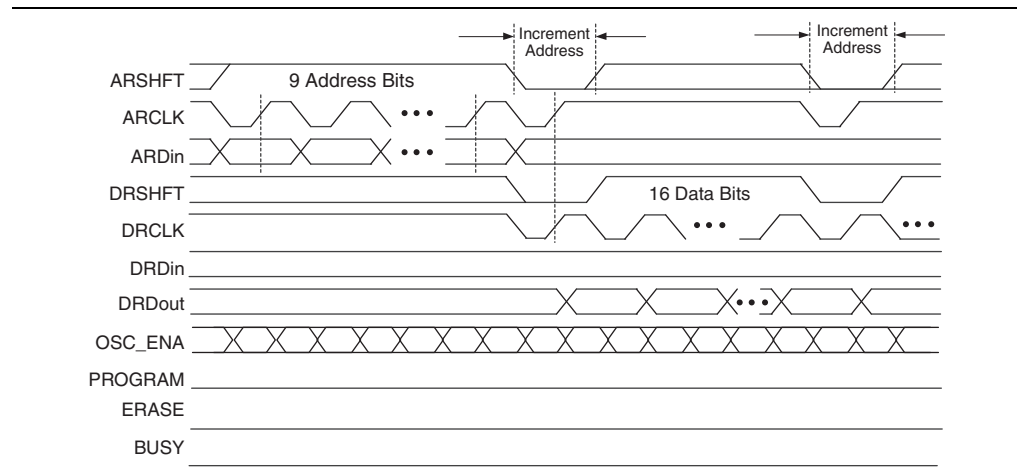 Increment
Address
Increment
Address
ARSHFT
9 Address Bits
ARCLK
ARDin
DRSHFT
16 Data Bits
DRCLK
DRDin
DRDout
OSC_ENA
PROGRAM
ERASE
BUSY